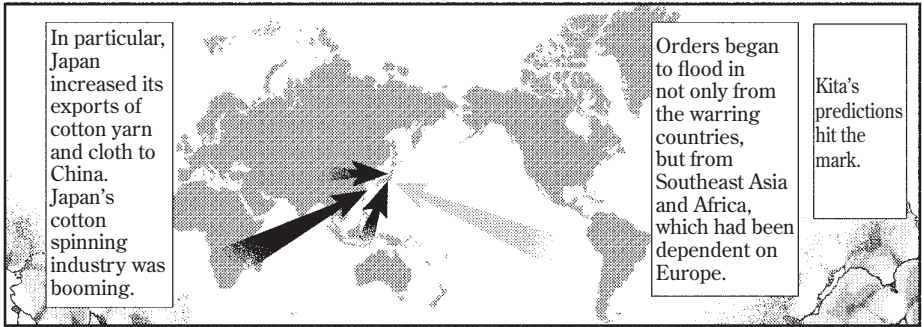 Kita's
predictions
hit the
mark.
Orders began
to flood in
not only from
the warring
countries,
but from
Southeast Asia
and Africa,
which had been
dependent on
Europe.
In particular,
Japan
increased its
exports of
cotton yarn
and cloth to
China.
Japan's
cotton
spinning
industry was
booming.